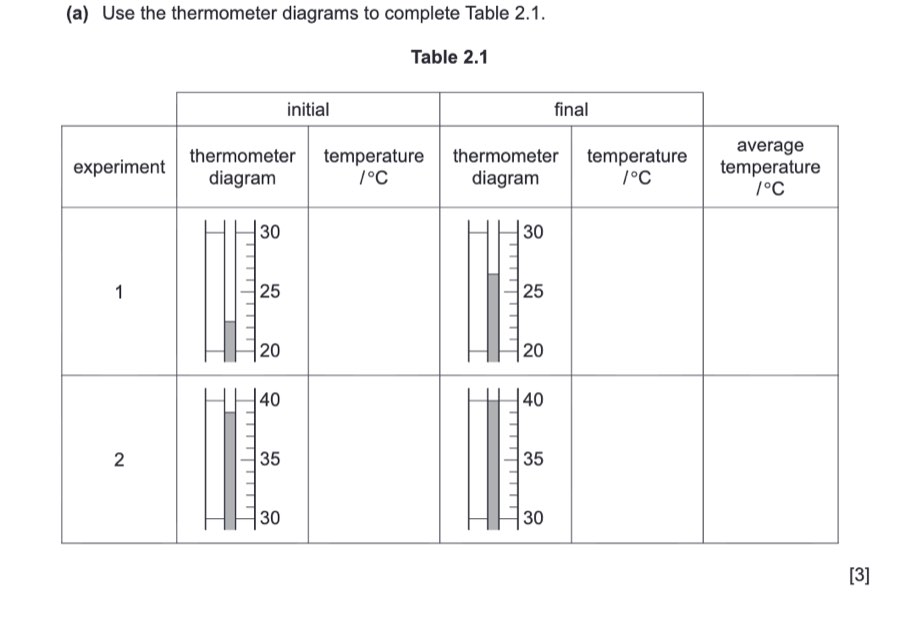 (a) Use the thermometer diagrams to complete Table 2.1.
Table 2.1
initial
final
experiment
thermometer
diagram
temperature
/°C
thermometer
diagram
temperature
/°C
average
temperature
/°C
1
30
25
20
30
25
20
2
40
35
30
40
35
30
[3]